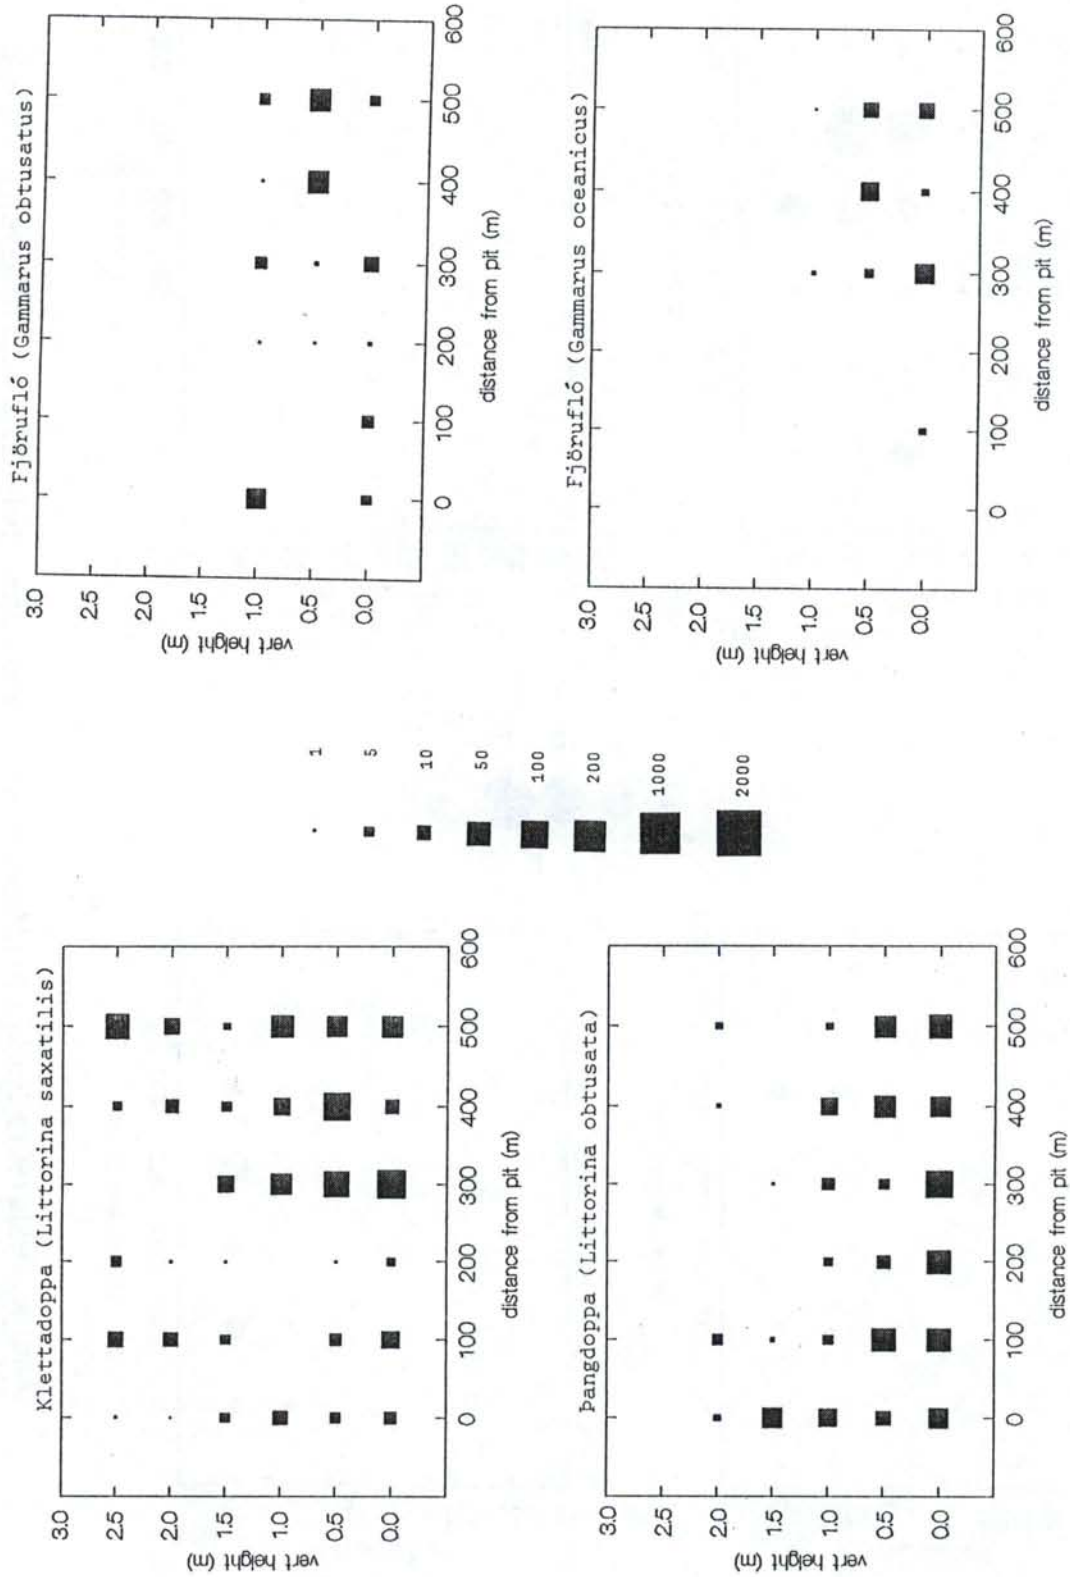 Klettadoppa (Littorina saxatilis)
3.0
2.5
2.0
1.5
1.0
0.5
0.0
vert height (m)
0 100 200 300 400 500 600
distance from pit (m)
Þangdoppa (Littorina obtusata)
3.0
2.5
2.0
1.5
1.0
0.5
0.0
vert height (m)
0 100 200 300 400 500 600
distance from pit (m)
1
5
10
50
100
200
1000
2000
Fjörufló (Gammarus obtusatus)
3.0
2.5
2.0
1.5
1.0
0.5
0.0
vert height (m)
0 100 200 300 400 500 600
distance from pit (m)
Fjörufló (Gammarus oceanicus)
3.0
2.5
2.0
1.5
1.0
0.5
0.0
vert height (m)
0 100 200 300 400 500 600
distance from pit (m)